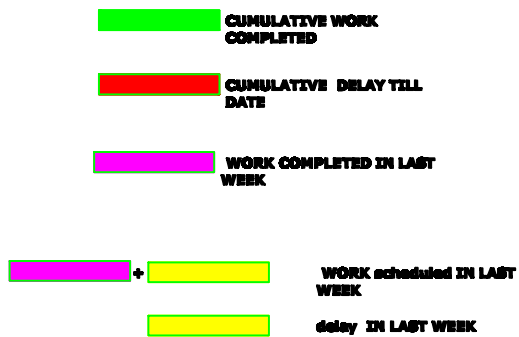 CUMULATIVE WORK
COMPLETED
CUMULATIVE DELAY TILL
DATE
WORK COMPLETED IN LAST
WEEK
+
WORK scheduled IN LAST
WEEK
delay IN LAST WEEK